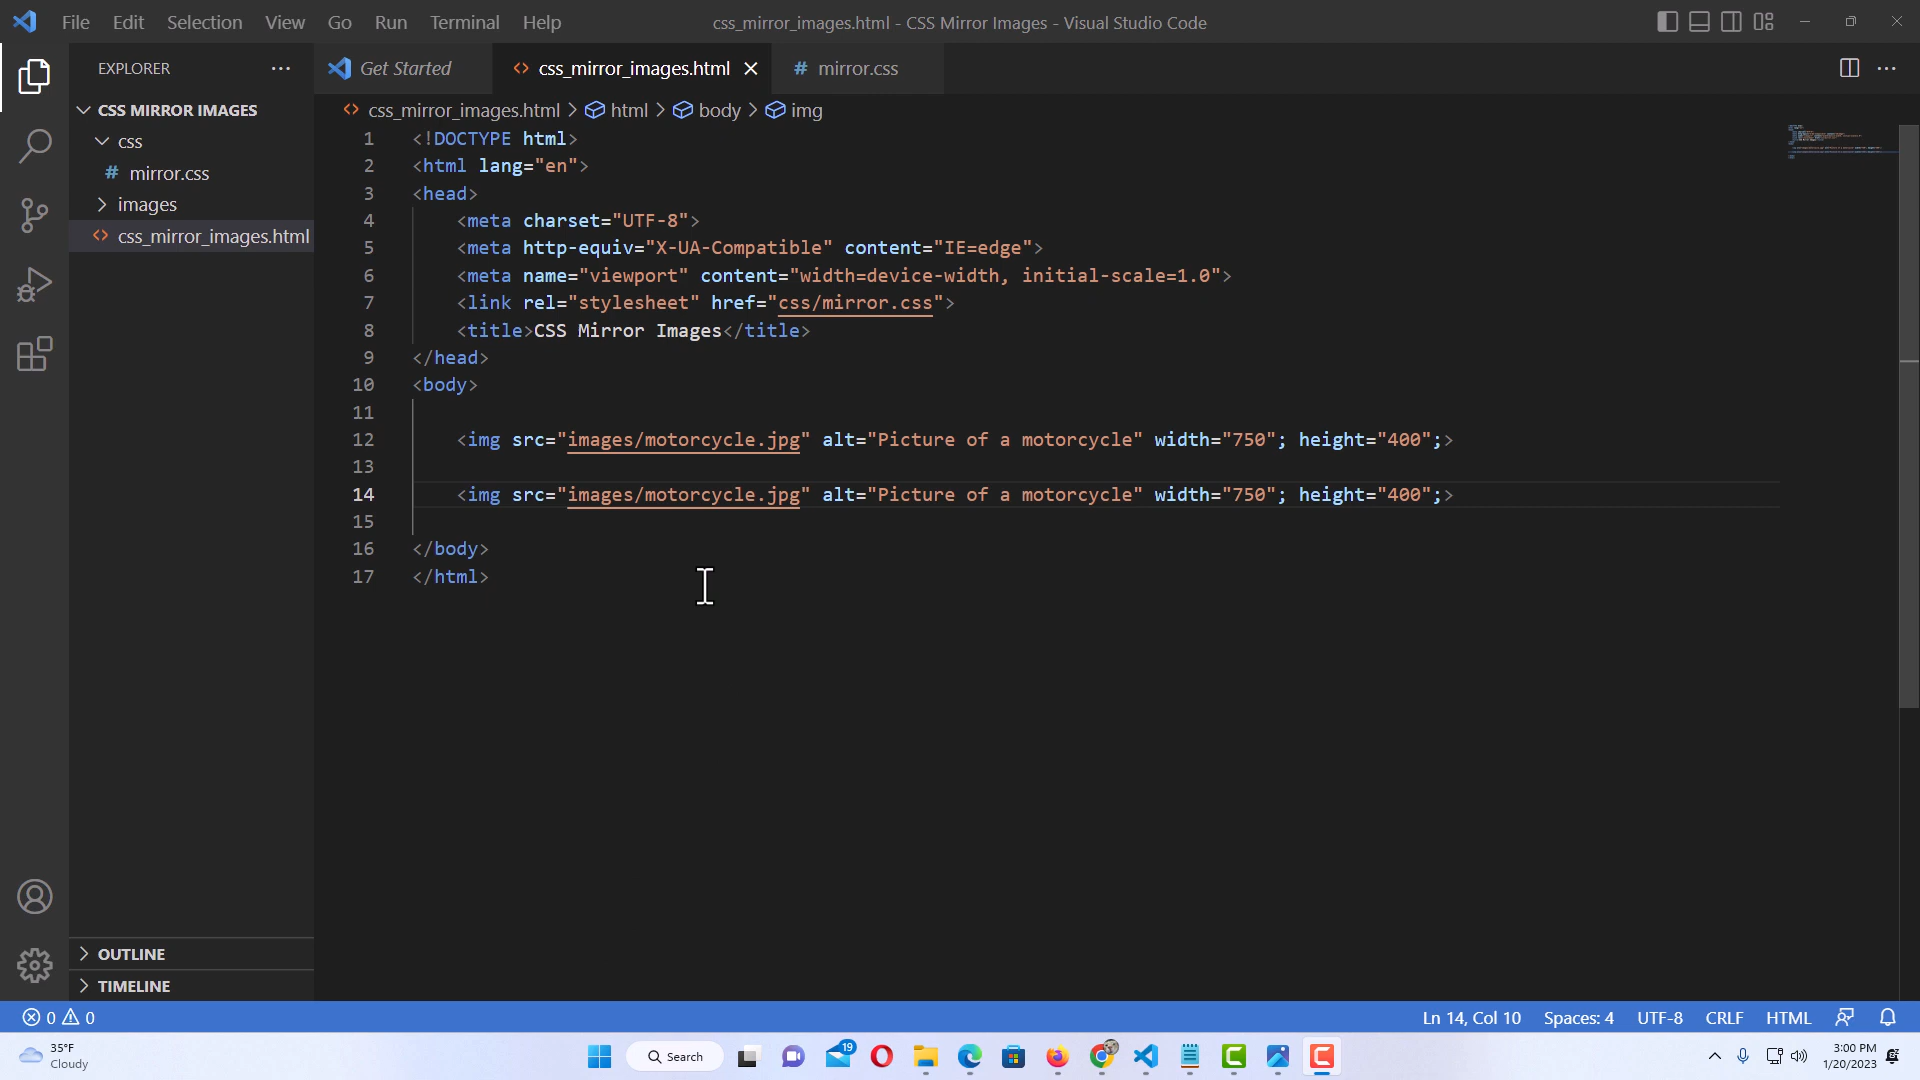 File Edit Selection View Go Run Terminal Help
css_mirror_images.html - CSS Mirror Images - Visual Studio Code
EXPLORER
Get Started
css_mirror_images.html
# mirror.css
CSS MIRROR IMAGES
css
# mirror.css
images
css_mirror_images.html
css_mirror_images.html > html > body > img
1 <!DOCTYPE html>
2 <html lang="en">
3 <head>
4 <meta charset="UTF-8">
5 <meta http-equiv="X-UA-Compatible" content="IE=edge">
6 <meta name="viewport" content="width=device-width, initial-scale=1.0">
7 <link rel="stylesheet" href="css/mirror.css">
8 <title>CSS Mirror Images</title>
9 </head>
10 <body>
11
12 <img src="images/motorcycle.jpg" alt="Picture of a motorcycle" width="750"; height="400";>
13
14 <img src="images/motorcycle.jpg" alt="Picture of a motorcycle" width="750"; height="400";>
15
16 </body>
17 </html>
OUTLINE
TIMELINE
0 0
Ln 14, Col 10 Spaces: 4 UTF-8 CRLF HTML
35°F
Cloudy
Search
19
3:00 PM
1/20/2023